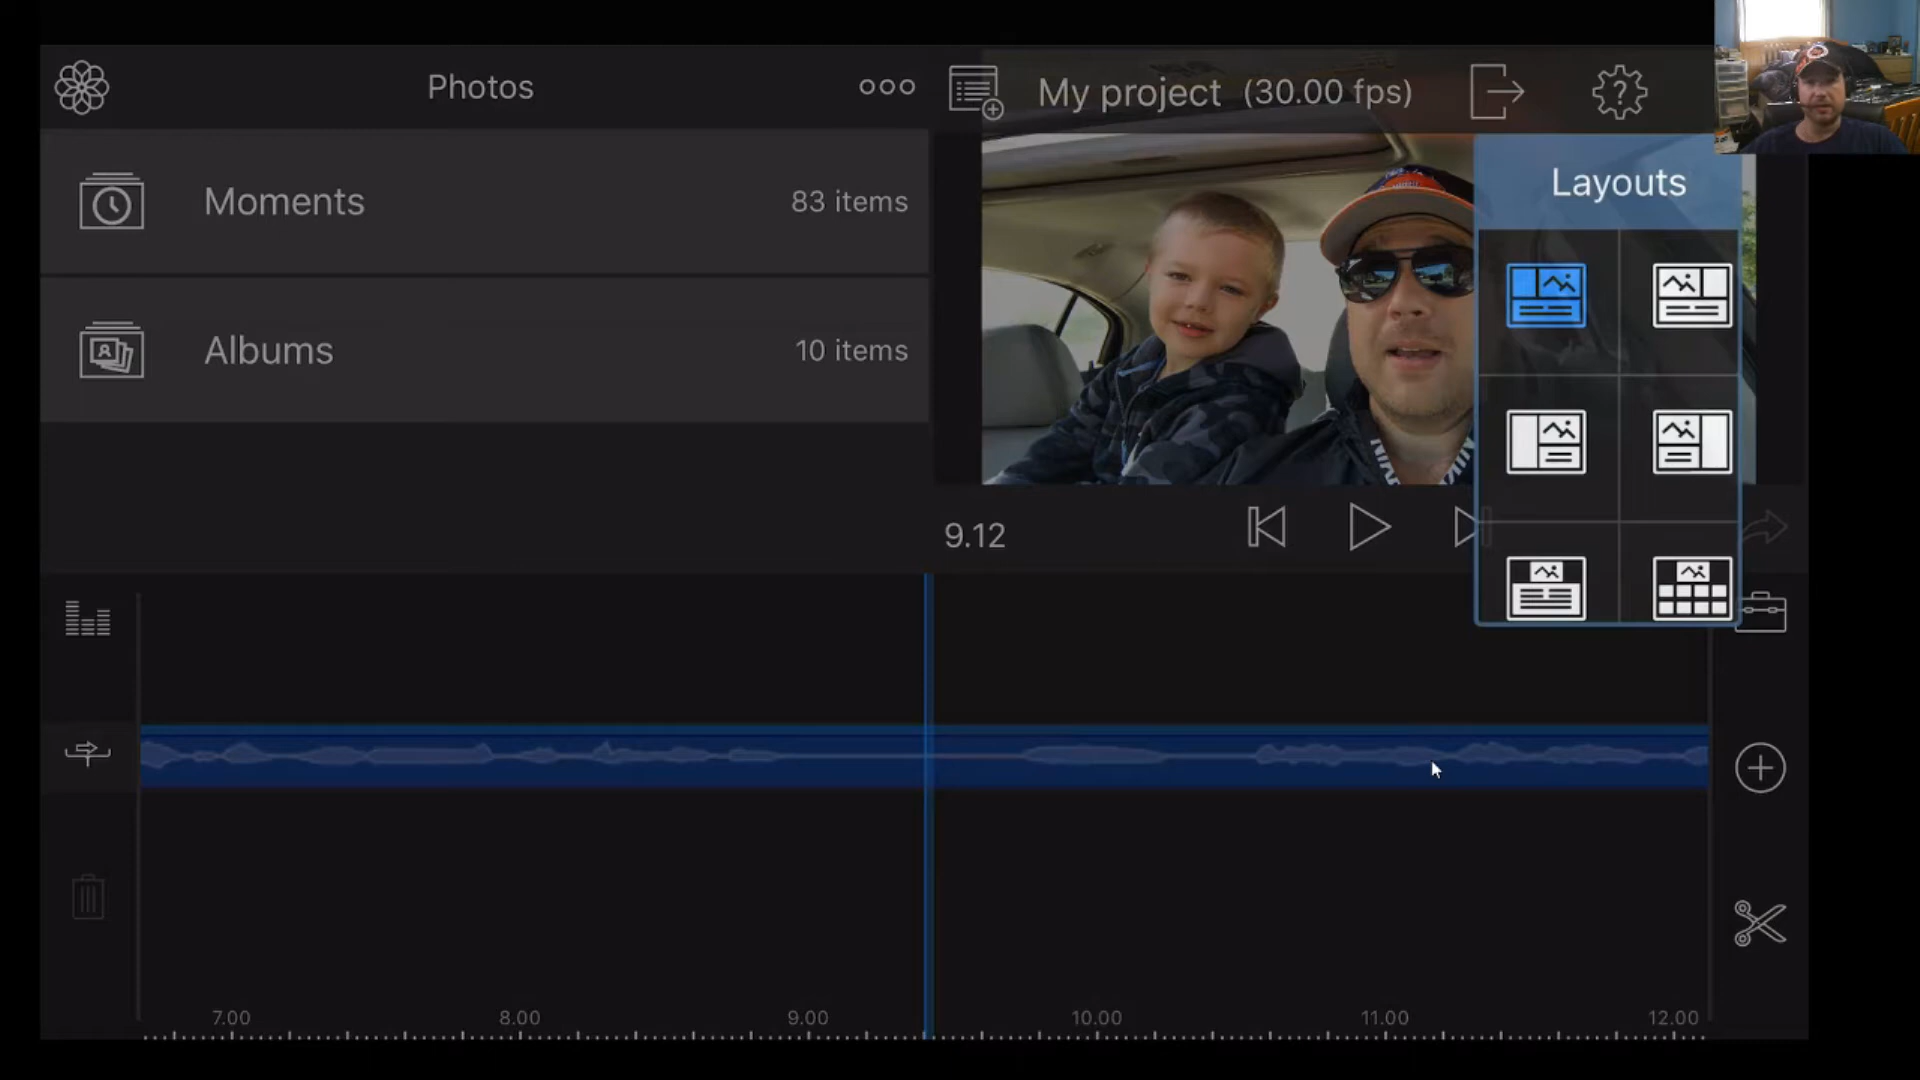 Photos
My project (30.00 fps)
Layouts
Moments
83 items
Albums
10 items
9.12
7.00
8.00
9.00
10.00
11.00
12.00